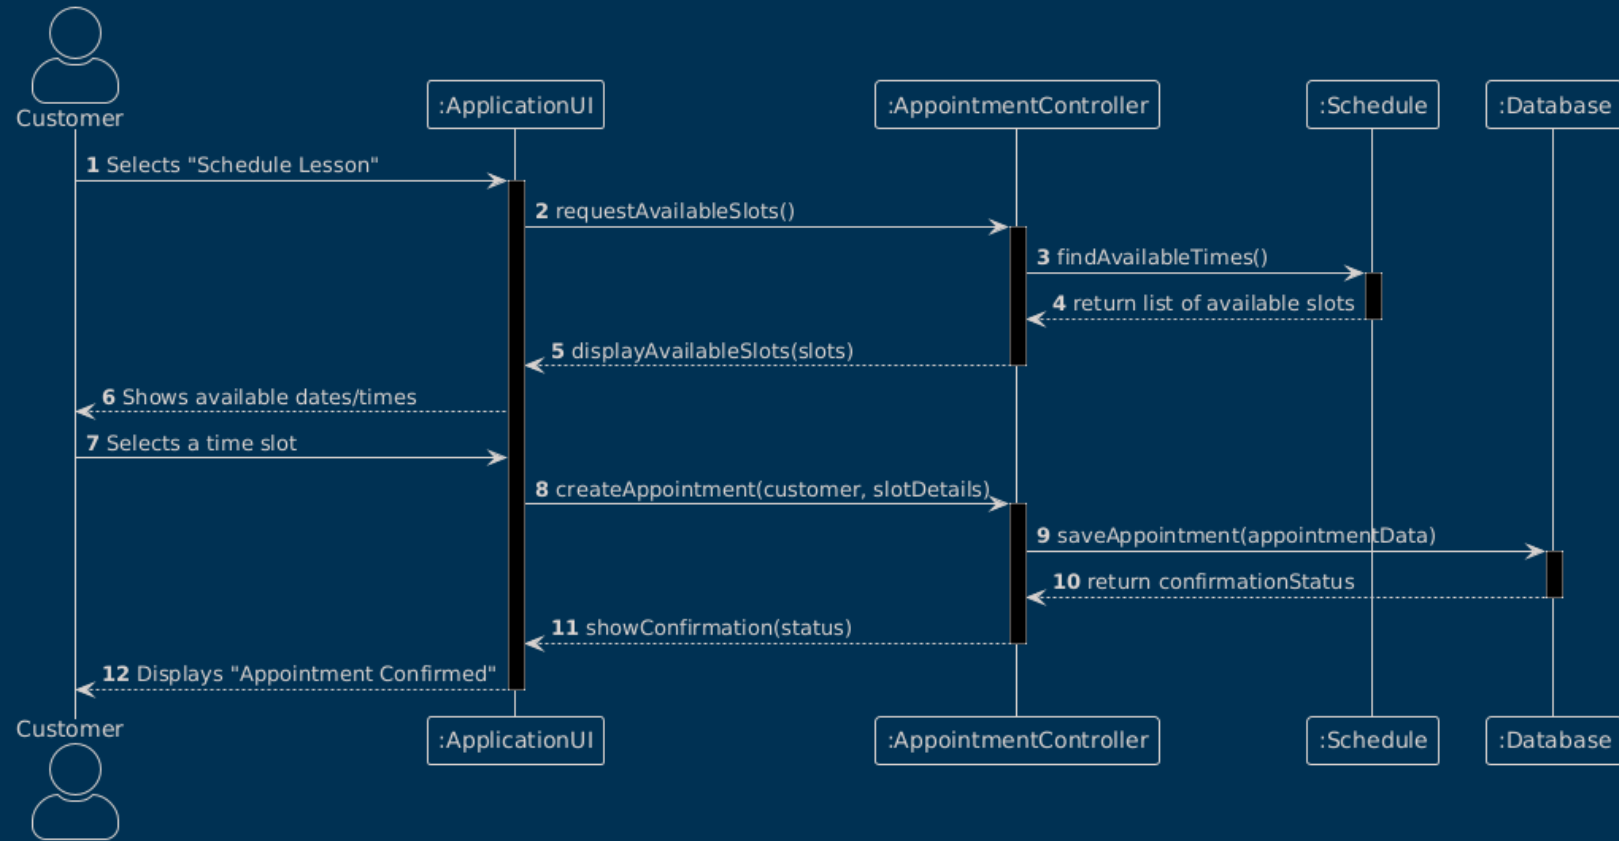 Customer
:ApplicationUI
:AppointmentController
:Schedule
:Database
1 Selects "Schedule Lesson"
2 requestAvailableSlots()
3 findAvailableTimes()
4 return list of available slots
5 displayAvailableSlots(slots)
6 Shows available dates/times
7 Selects a time slot
8 createAppointment(customer, slotDetails)
9 saveAppointment(appointmentData)
10 return confirmationStatus
11 showConfirmation(status)
12 Displays "Appointment Confirmed"
Customer
:ApplicationUI
:AppointmentController
:Schedule
:Database